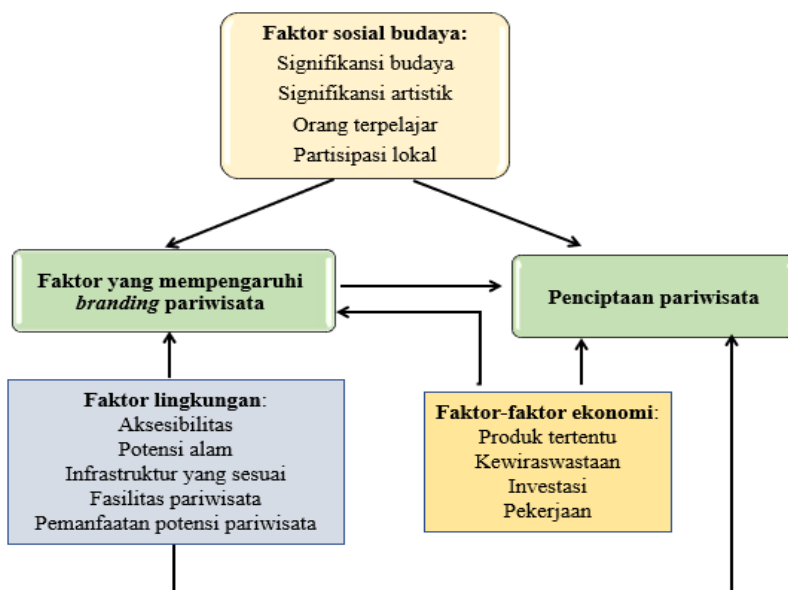 Faktor sosial budaya:
Signifikansi budaya
Signifikansi artistik
Orang terpelajar
Partisipasi lokal
Faktor yang mempengaruhi
branding pariwisata
Penciptaan pariwisata
Faktor lingkungan:
Aksesibilitas
Potensi alam
Infrastruktur yang sesuai
Fasilitas pariwisata
Pemanfaatan potensi pariwisata
Faktor-faktor ekonomi:
Produk tertentu
Kewiraswastaan
Investasi
Pekerjaan